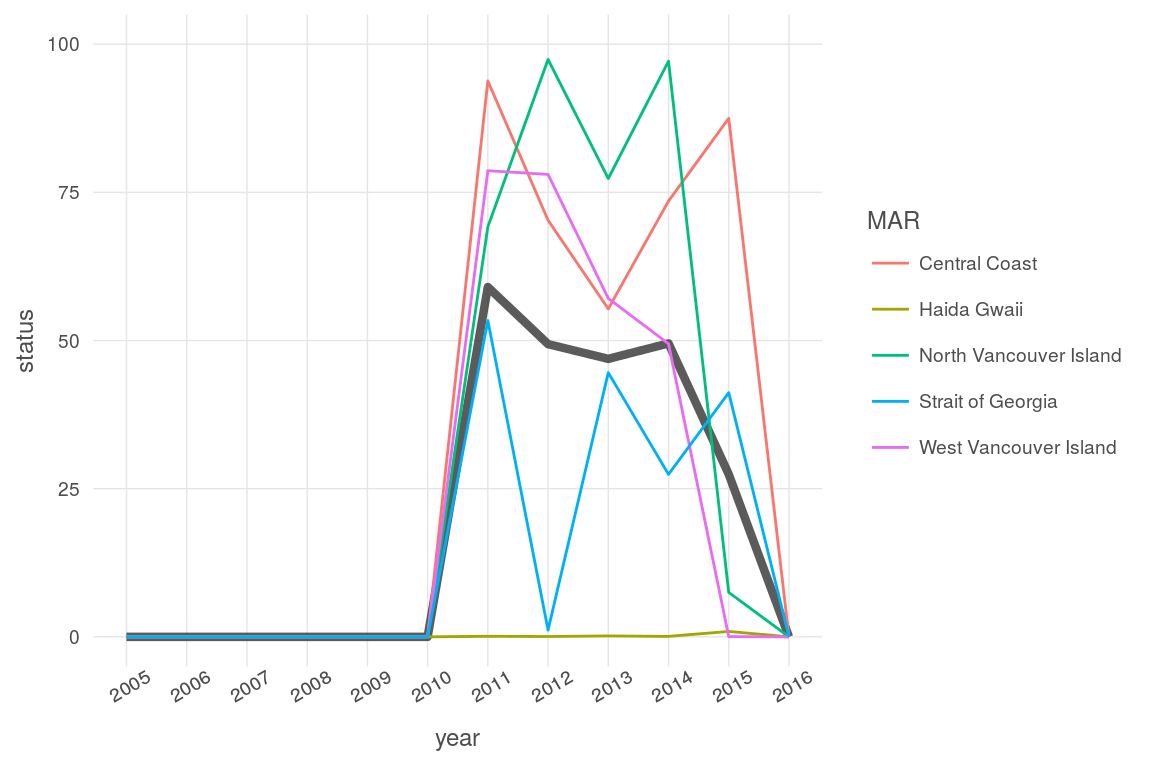 100
75
50
25
0
status
2005 2006 2007 2008 2009 2010 2011 2012 2013 2014 2015 2016
year
MAR
Central Coast
Haida Gwaii
North Vancouver Island
Strait of Georgia
West Vancouver Island